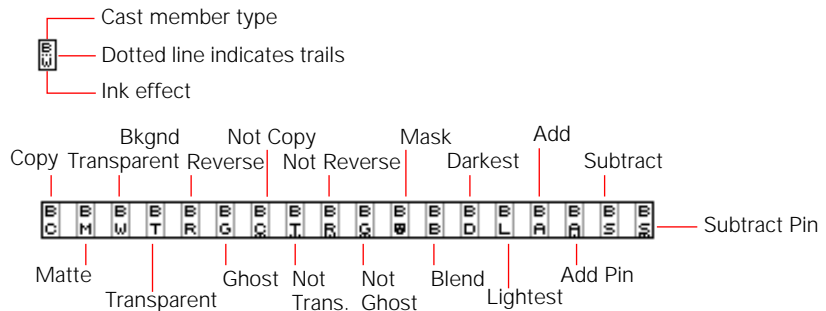 Cast member type
B
W
Dotted line indicates trails
Ink effect
Bkgnd Not Copy Mask Add
Copy Transparent Reverse Not Reverse Darkest Subtract
B B B B B B B B B B B B B B B B
C M W T R G C T R G B D L A A S S
Subtract Pin
Matte Ghost Not Not Blend Add Pin
Transparent Trans. Ghost Lightest